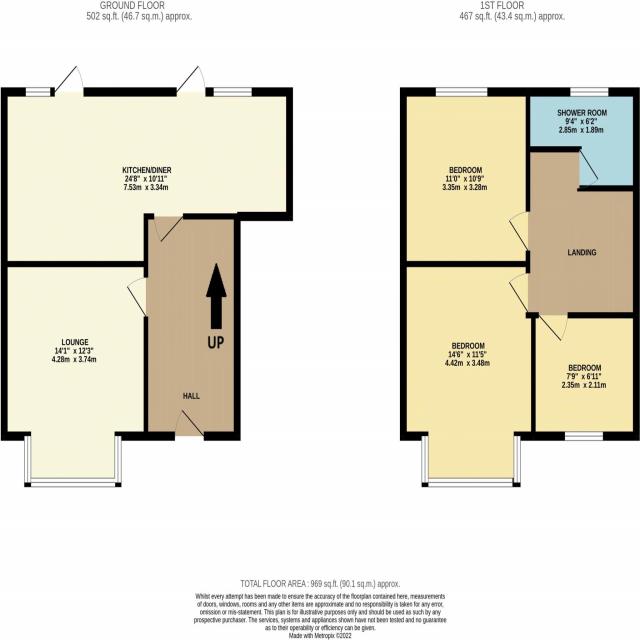 GROUND FLOOR
502 sq.ft. (46.7 sq.m.) approx.
1ST FLOOR
467 sq.ft. (43.4 sq.m.) approx.
KITCHEN/DINER
24'8" x 10'11"
7.53m x 3.34m
LOUNGE
14'1" x 12'3"
4.28m x 3.74m
UP
HALL
SHOWER ROOM
9'4" x 6'2"
2.85m x 1.89m
BEDROOM
11'0" x 10'9"
3.35m x 3.28m
LANDING
BEDROOM
14'6" x 11'5"
4.42m x 3.48m
BEDROOM
7'9" x 6'11"
2.35m x 2.11m
TOTAL FLOOR AREA : 969 sq.ft. (90.1 sq.m.) approx.
Whilst every attempt has been made to ensure the accuracy of the floorplan contained here, measurements
of doors, windows, rooms and any other items are approximate and no responsibility is taken for any error,
omission or mis-statement. This plan is for illustrative purposes only and should be used as such by any
prospective purchaser. The services, systems and appliances shown have not been tested and no guarantee
as to their operability or efficiency can be given.
Made with Metropix ©2022